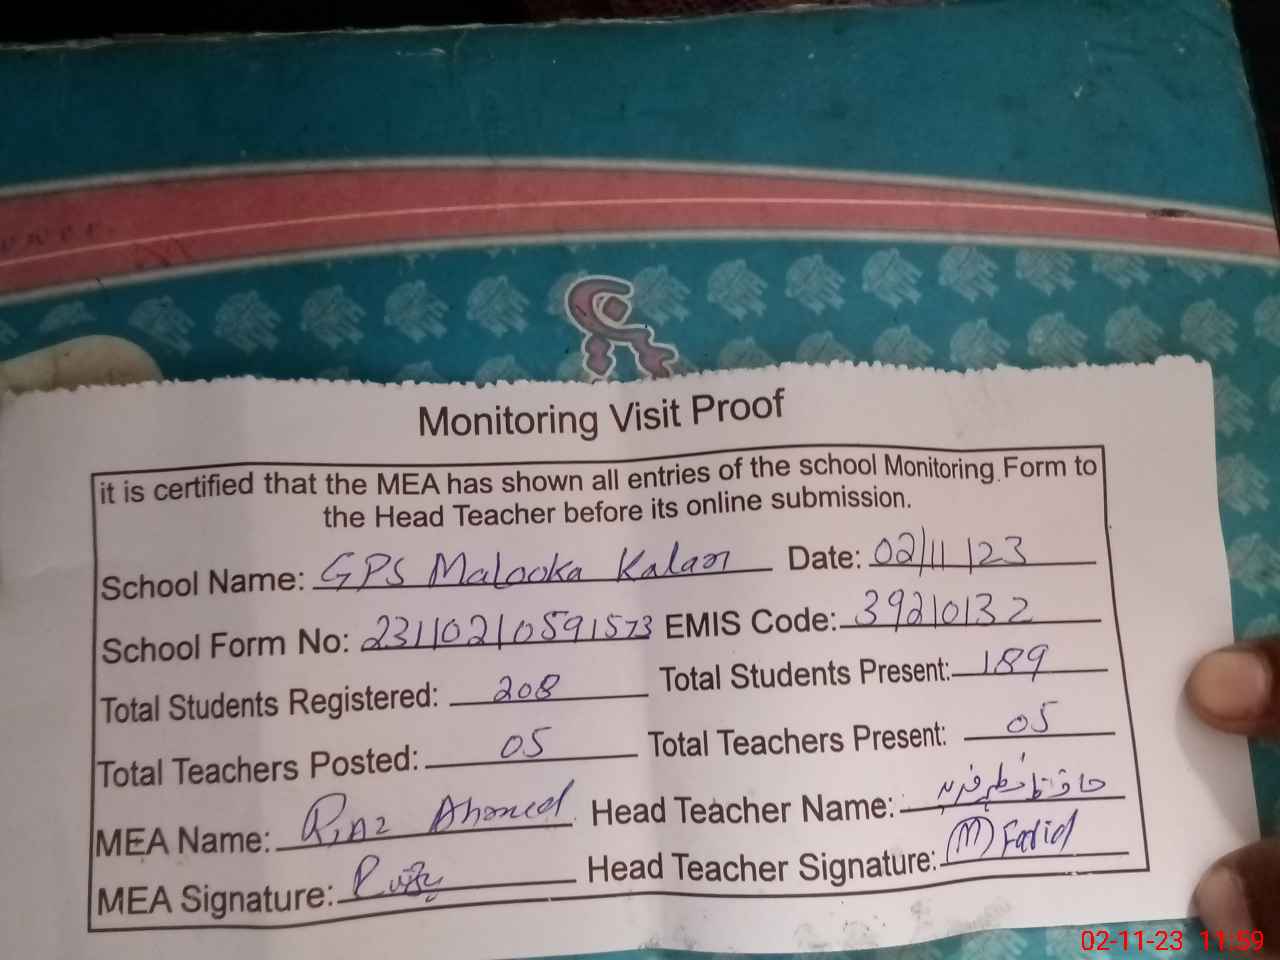 Monitoring Visit Proof
it is certified that the MEA has shown all entries of the school Monitoring Form to
the Head Teacher before its online submission.
School Name: GPS Malooka Kalan Date: 02/11/23
School Form No: 23110210591573 EMIS Code: 39210132
Total Students Registered: 208 Total Students Present: 189
Total Teachers Posted: 05 Total Teachers Present: 05
MEA Name: Riaz Ahmed Head Teacher Name: حافظ فرید
MEA Signature: Head Teacher Signature: (M) Farid
02-11-23 11:59